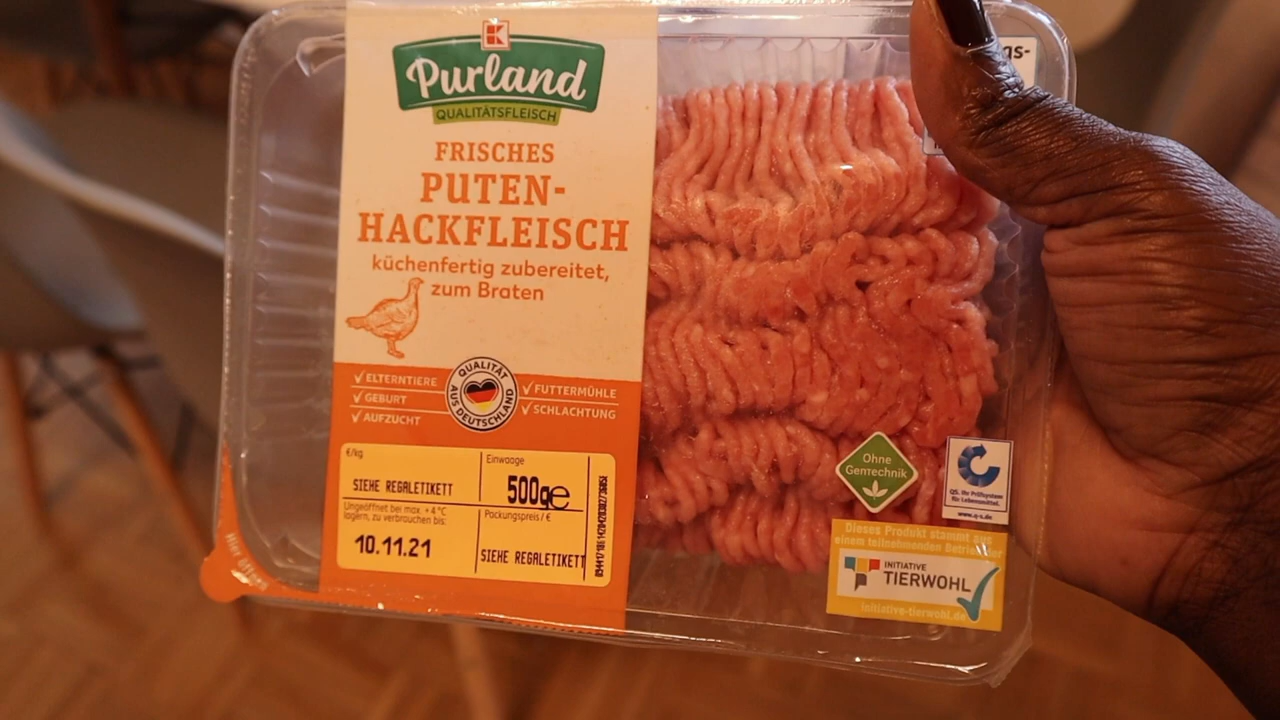 K
Purland
QUALITÄTSFLEISCH
FRISCHES
PUTEN-
HACKFLEISCH
küchenfertig zubereitet,
zum Braten
✓ELTERNTIERE
✓GEBURT
✓AUFZUCHT
QUALITÄT
AUS DEUTSCHLAND
✓FUTTERMÜHLE
✓SCHLACHTUNG
€/kg
SIEHE REGALETIKETT
Einwaage
500g℮
Ungeöffnet bei max. +4 °C
lagern, zu verbrauchen bis:
10.11.21
Packungspreis / €
SIEHE REGALETIKETT
Hier öffnen
gs-
Ohne
GenTechnik
QS. Ihr Prüfsystem
für Lebensmittel.
www.q-s.de
Dieses Produkt stammt aus
einem teilnehmenden Betrieb der
INITIATIVE
TIERWOHL
initiative-tierwohl.de